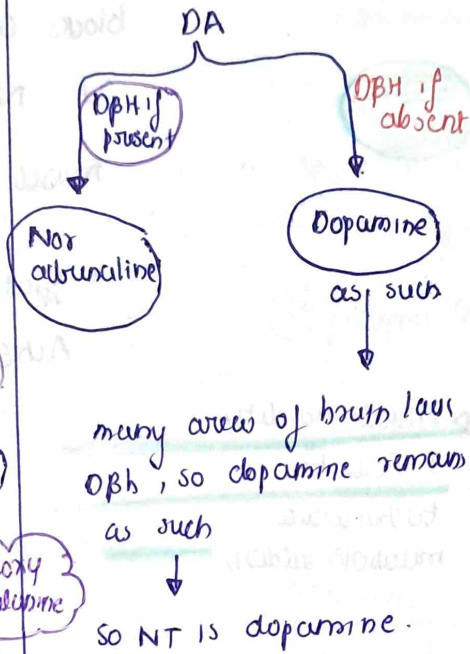 DA
DβH if
present
DβH if
absent
Nor
adrenaline
Dopamine
as such
many areas of brain lack
Dβh, so dopamine remains
as such
oxy
so NT is dopamine.